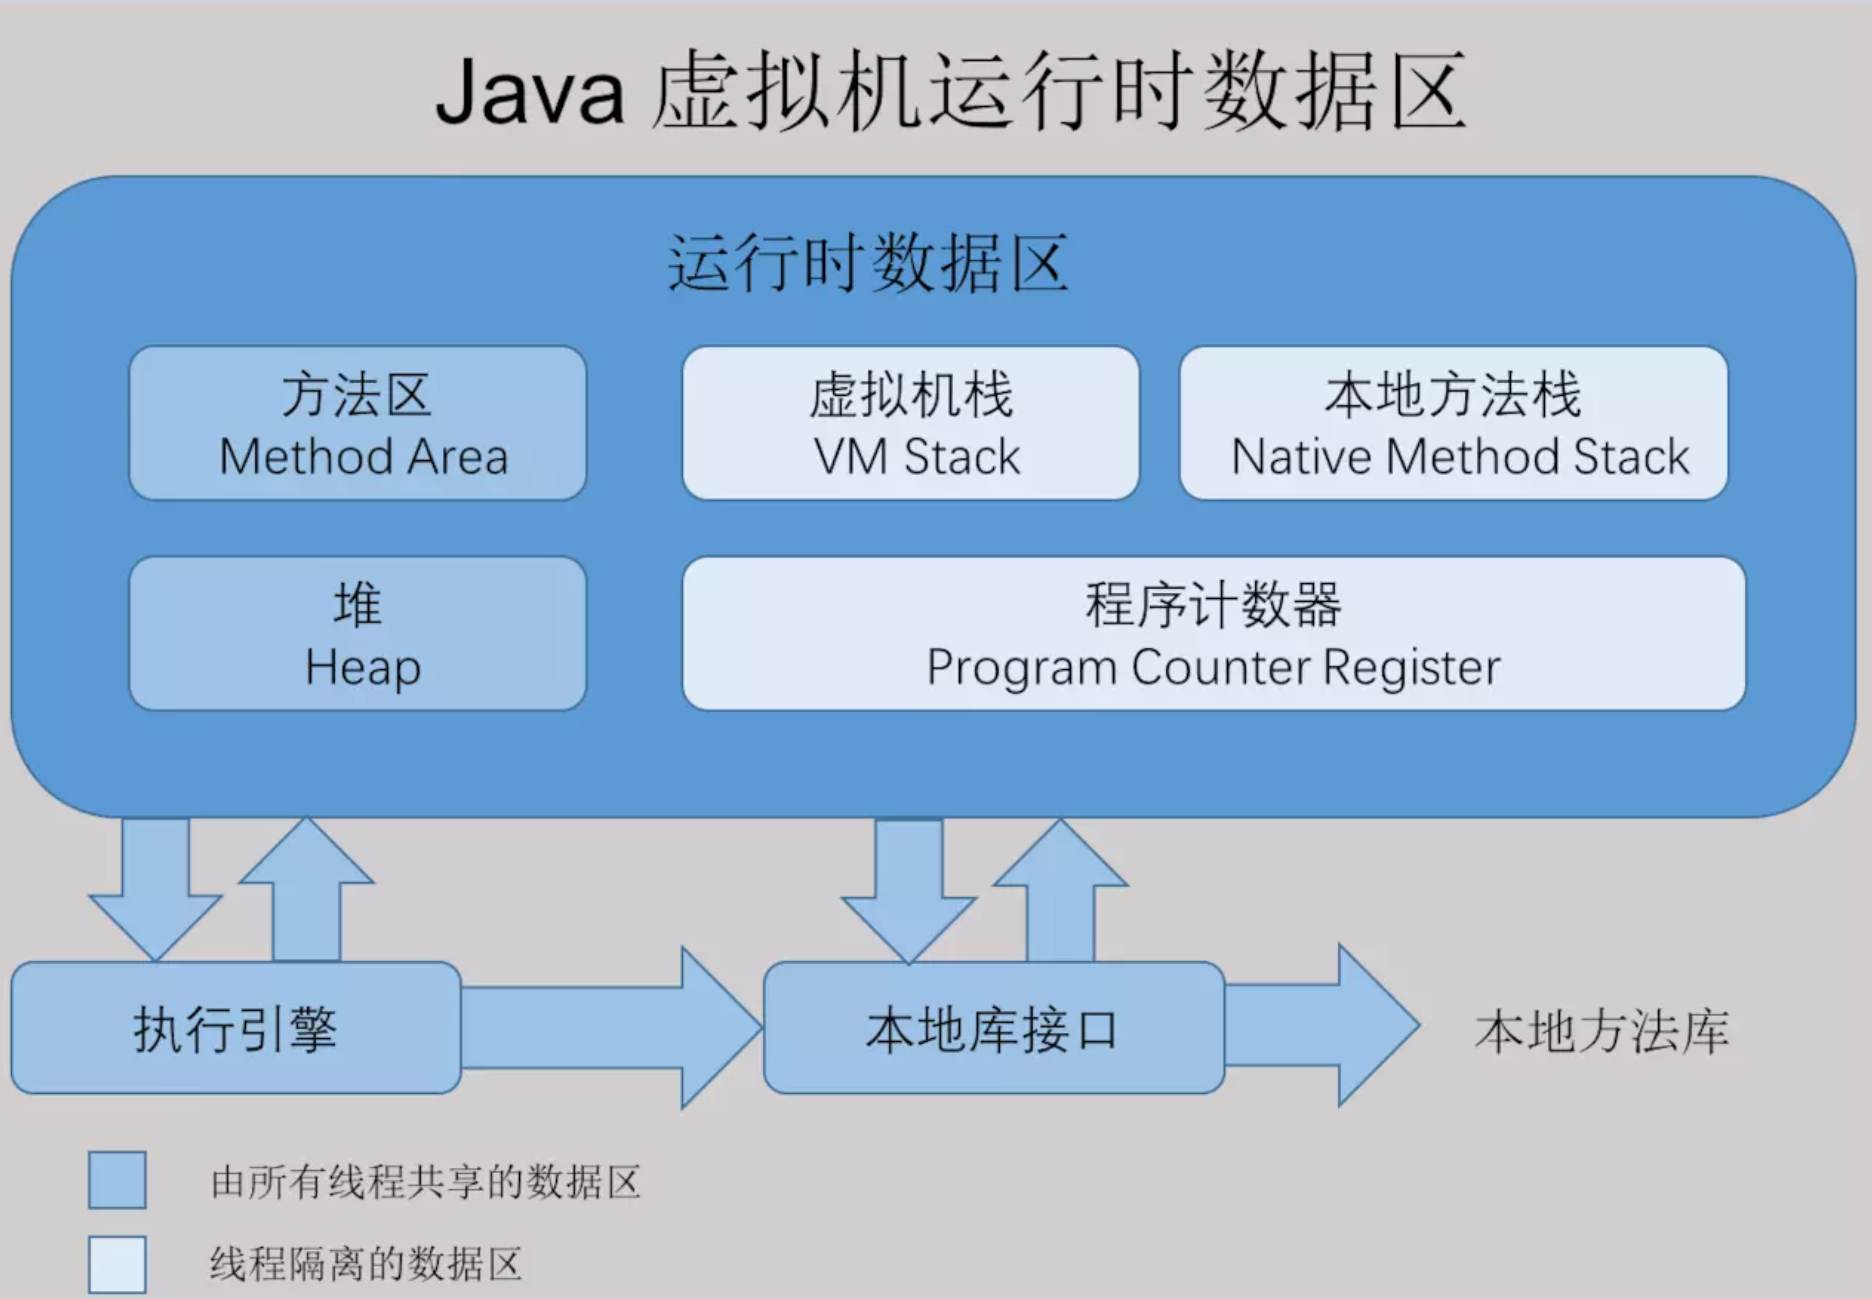 Java 虚拟机运行时数据区
运行时数据区
方法区
Method Area
虚拟机栈
VM Stack
本地方法栈
Native Method Stack
堆
Heap
程序计数器
Program Counter Register
执行引擎
本地库接口
本地方法库
由所有线程共享的数据区
线程隔离的数据区